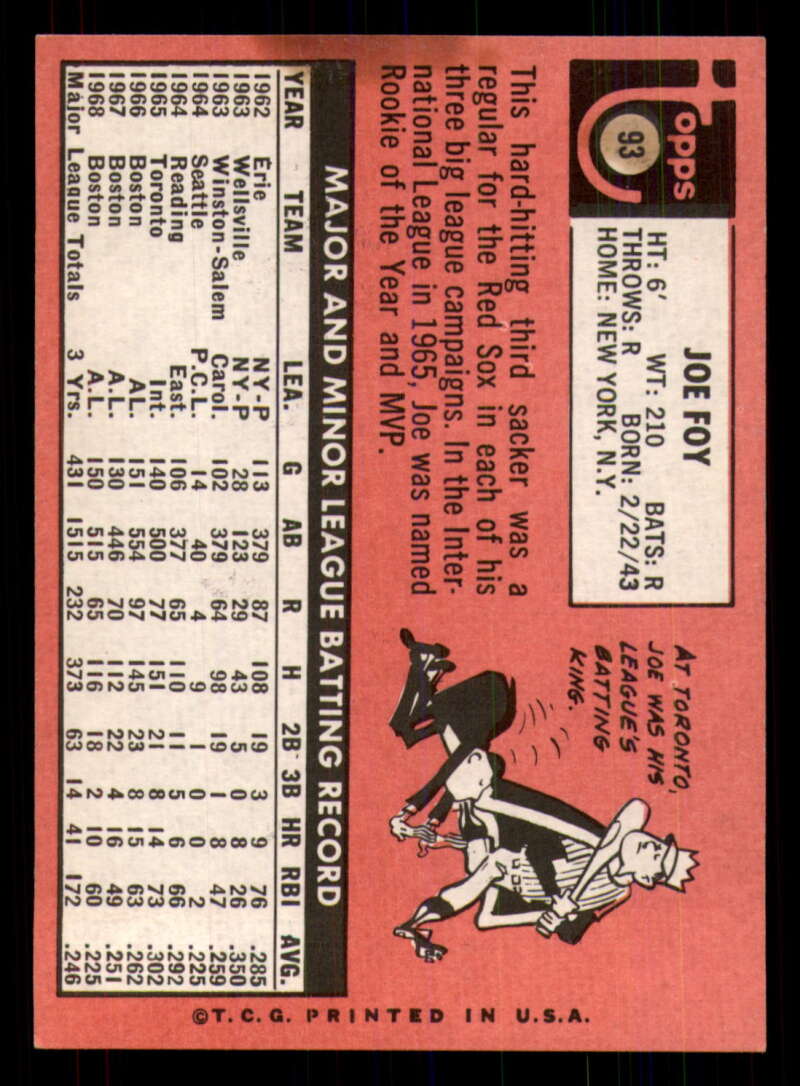 Topps
93
JOE FOY
HT: 6' WT: 210 BATS: R
THROWS: R BORN: 2/22/43
HOME: NEW YORK, N.Y.
This hard-hitting third sacker was a
regular for the Red Sox in each of his
three big league campaigns. In the Inter-
national League in 1965, Joe was named
Rookie of the Year and MVP.
AT TORONTO,
JOE WAS HIS
LEAGUE'S
BATTING
KING.
MAJOR AND MINOR LEAGUE BATTING RECORD
YEAR TEAM LEA. G AB R H 2B 3B HR RBI AVG.
1962 Erie NY-P 113 379 87 108 19 3 9 76 .285
1963 Wellsville NY-P 28 123 29 43 5 0 8 26 .350
1963 Winston-Salem Carol. 102 379 64 98 19 1 8 47 .259
1964 Seattle P.C.L. 14 40 4 9 1 0 0 2 .225
1964 Reading East. 106 377 65 110 11 5 6 66 .292
1965 Toronto Int. 140 500 77 151 21 8 14 73 .302
1966 Boston AL. 151 554 97 145 23 8 15 63 .262
1967 Boston A.L. 130 446 70 112 22 4 16 49 .251
1968 Boston A.L. 150 515 65 116 18 2 10 60 .225
Major League Totals 3 Yrs. 431 1515 232 373 63 14 41 172 .246
©T.C.G. PRINTED IN U.S.A.